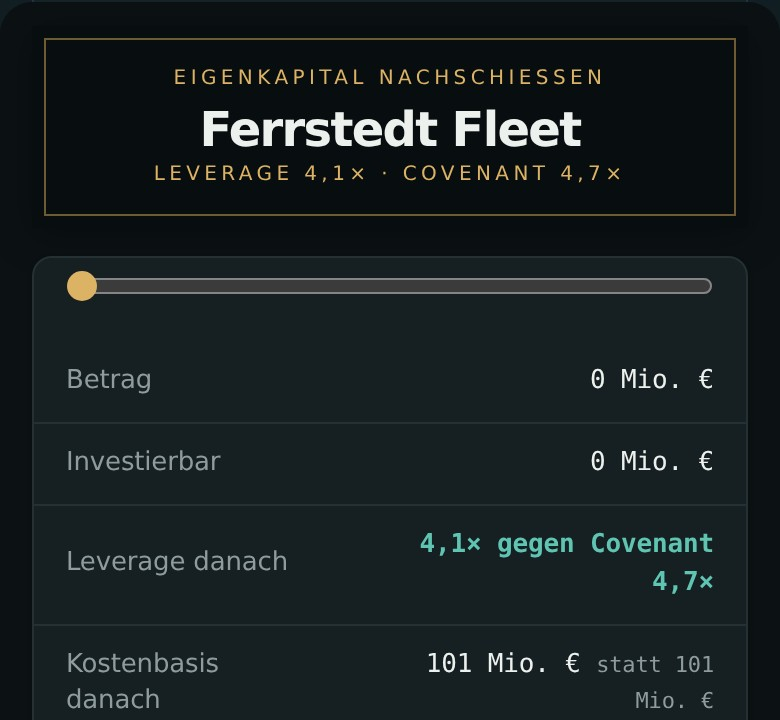 EIGENKAPITAL NACHSCHIESSEN
Ferrstedt Fleet
LEVERAGE 4,1× · COVENANT 4,7×
Betrag 0 Mio. €
Investierbar 0 Mio. €
Leverage danach 4,1× gegen Covenant
4,7×
Kostenbasis 101 Mio. € statt 101
danach Mio. €